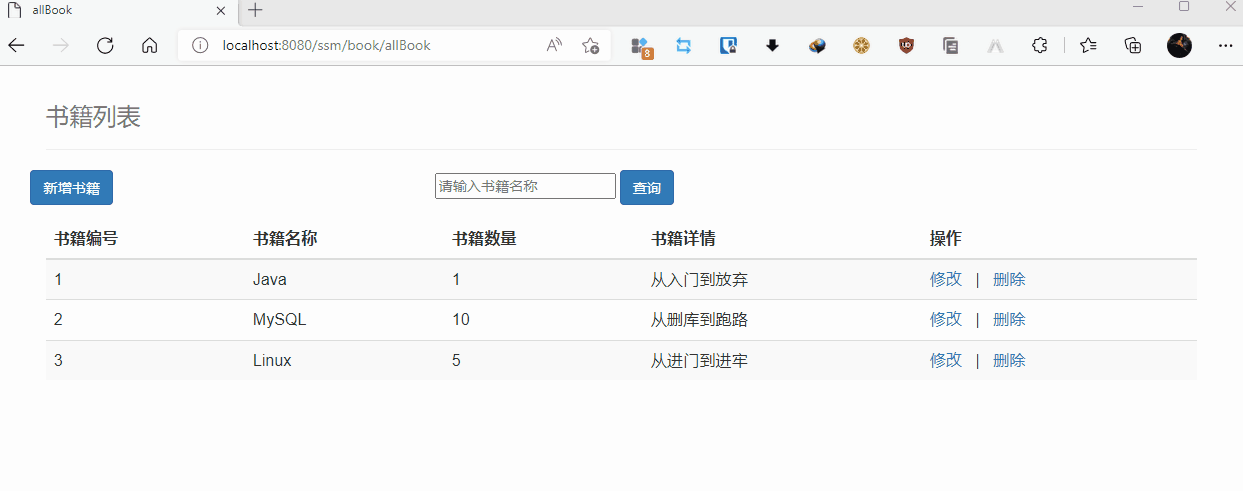 allBook
localhost:8080/ssm/book/allBook
8
书籍列表
新增书籍 请输入书籍名称 查询
书籍编号 书籍名称 书籍数量 书籍详情 操作
1 Java 1 从入门到放弃 修改 | 删除
2 MySQL 10 从删库到跑路 修改 | 删除
3 Linux 5 从进门到进牢 修改 | 删除